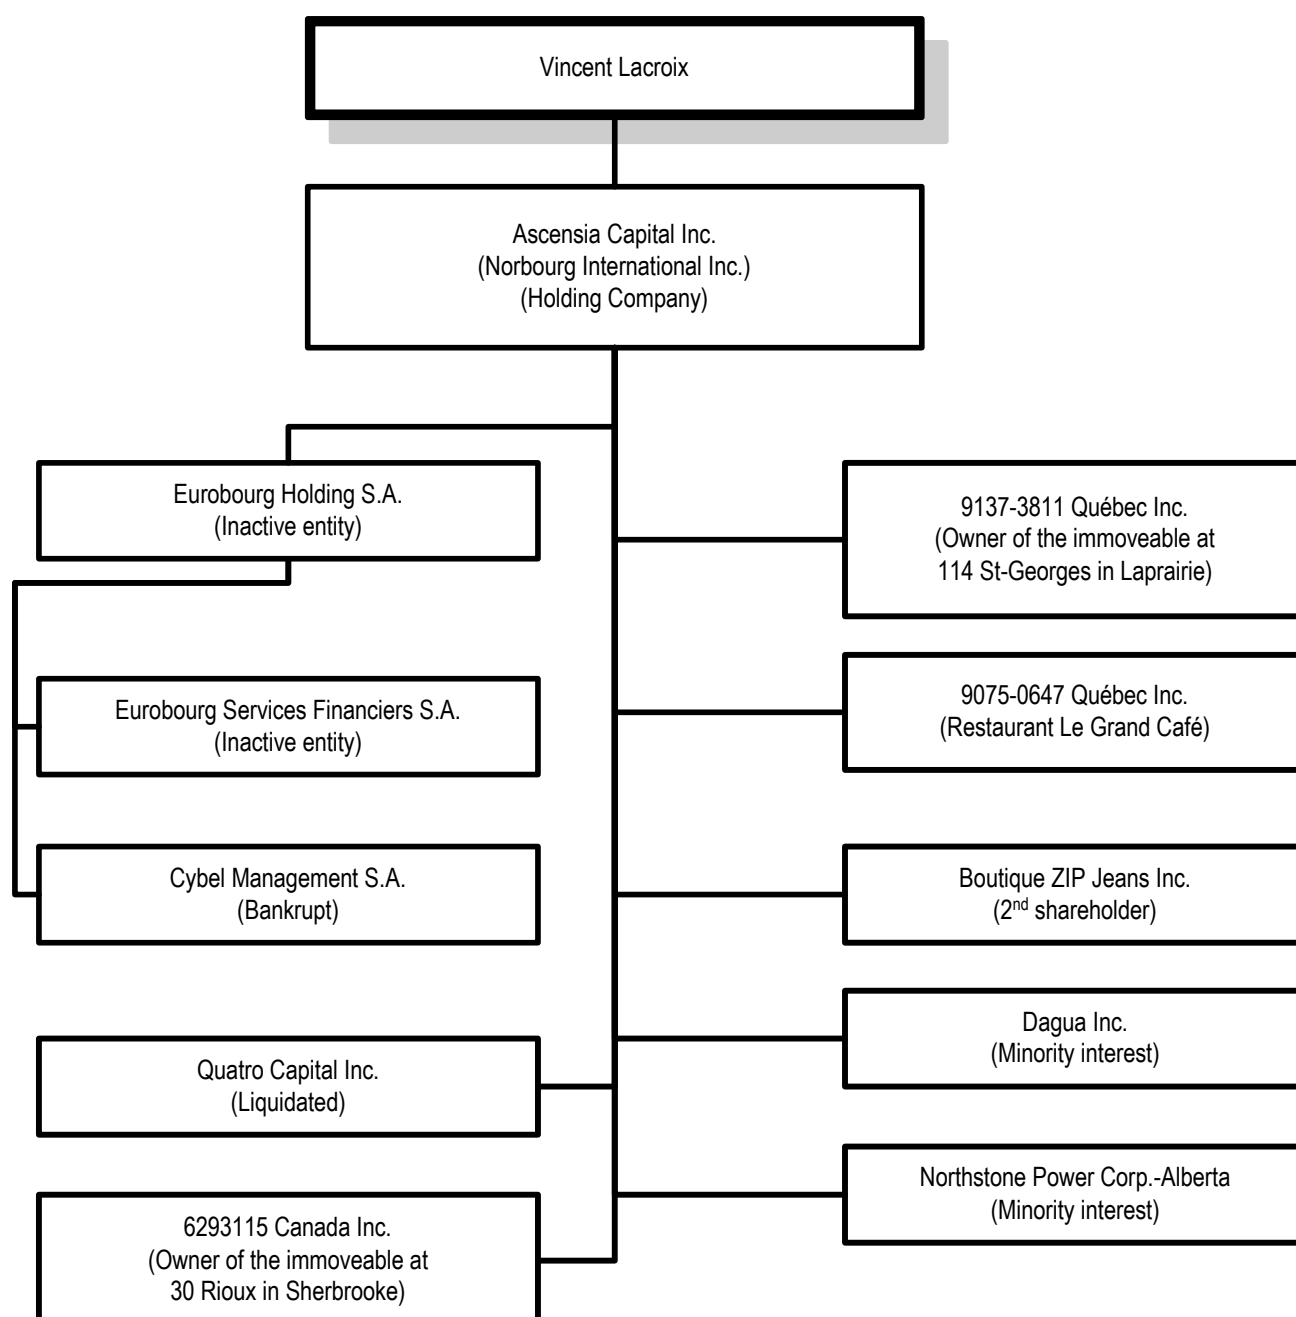 Vincent Lacroix
Ascensia Capital Inc.
(Norbourg International Inc.)
(Holding Company)
Eurobourg Holding S.A.
(Inactive entity)
9137-3811 Québec Inc.
(Owner of the immoveable at
114 St-Georges in Laprairie)
Eurobourg Services Financiers S.A.
(Inactive entity)
9075-0647 Québec Inc.
(Restaurant Le Grand Café)
Cybel Management S.A.
(Bankrupt)
Boutique ZIP Jeans Inc.
(2nd shareholder)
Quatro Capital Inc.
(Liquidated)
Dagua Inc.
(Minority interest)
6293115 Canada Inc.
(Owner of the immoveable at
30 Rioux in Sherbrooke)
Northstone Power Corp.-Alberta
(Minority interest)